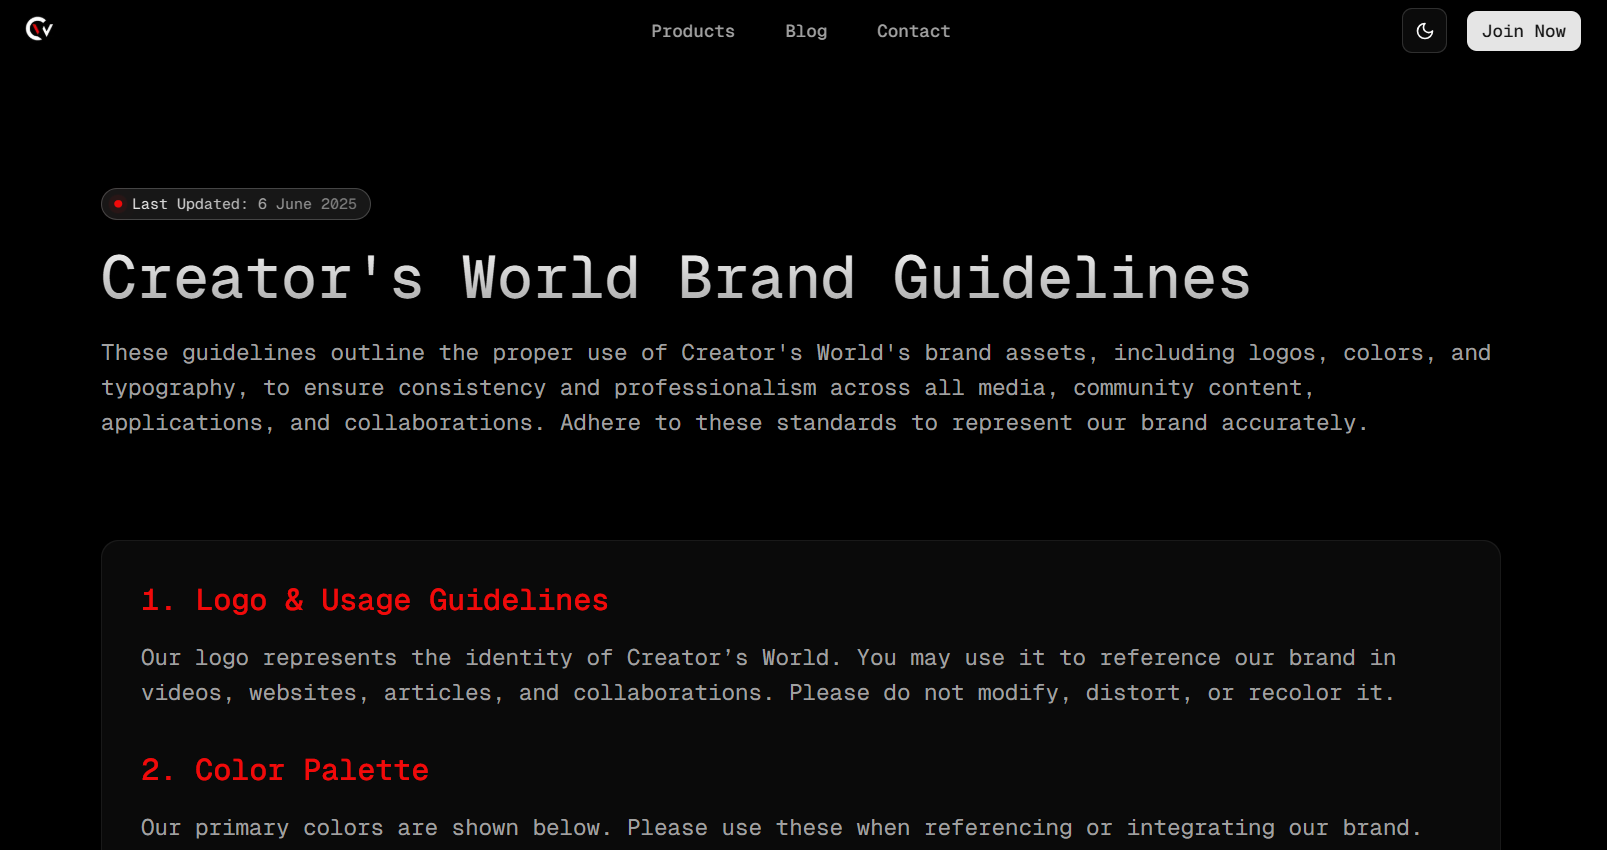 Products
Blog
Contact
Join Now
Last Updated: 6 June 2025
Creator's World Brand Guidelines
These guidelines outline the proper use of Creator's World's brand assets, including logos, colors, and
typography, to ensure consistency and professionalism across all media, community content,
applications, and collaborations. Adhere to these standards to represent our brand accurately.
1. Logo & Usage Guidelines
Our logo represents the identity of Creator’s World. You may use it to reference our brand in
videos, websites, articles, and collaborations. Please do not modify, distort, or recolor it.
2. Color Palette
Our primary colors are shown below. Please use these when referencing or integrating our brand.